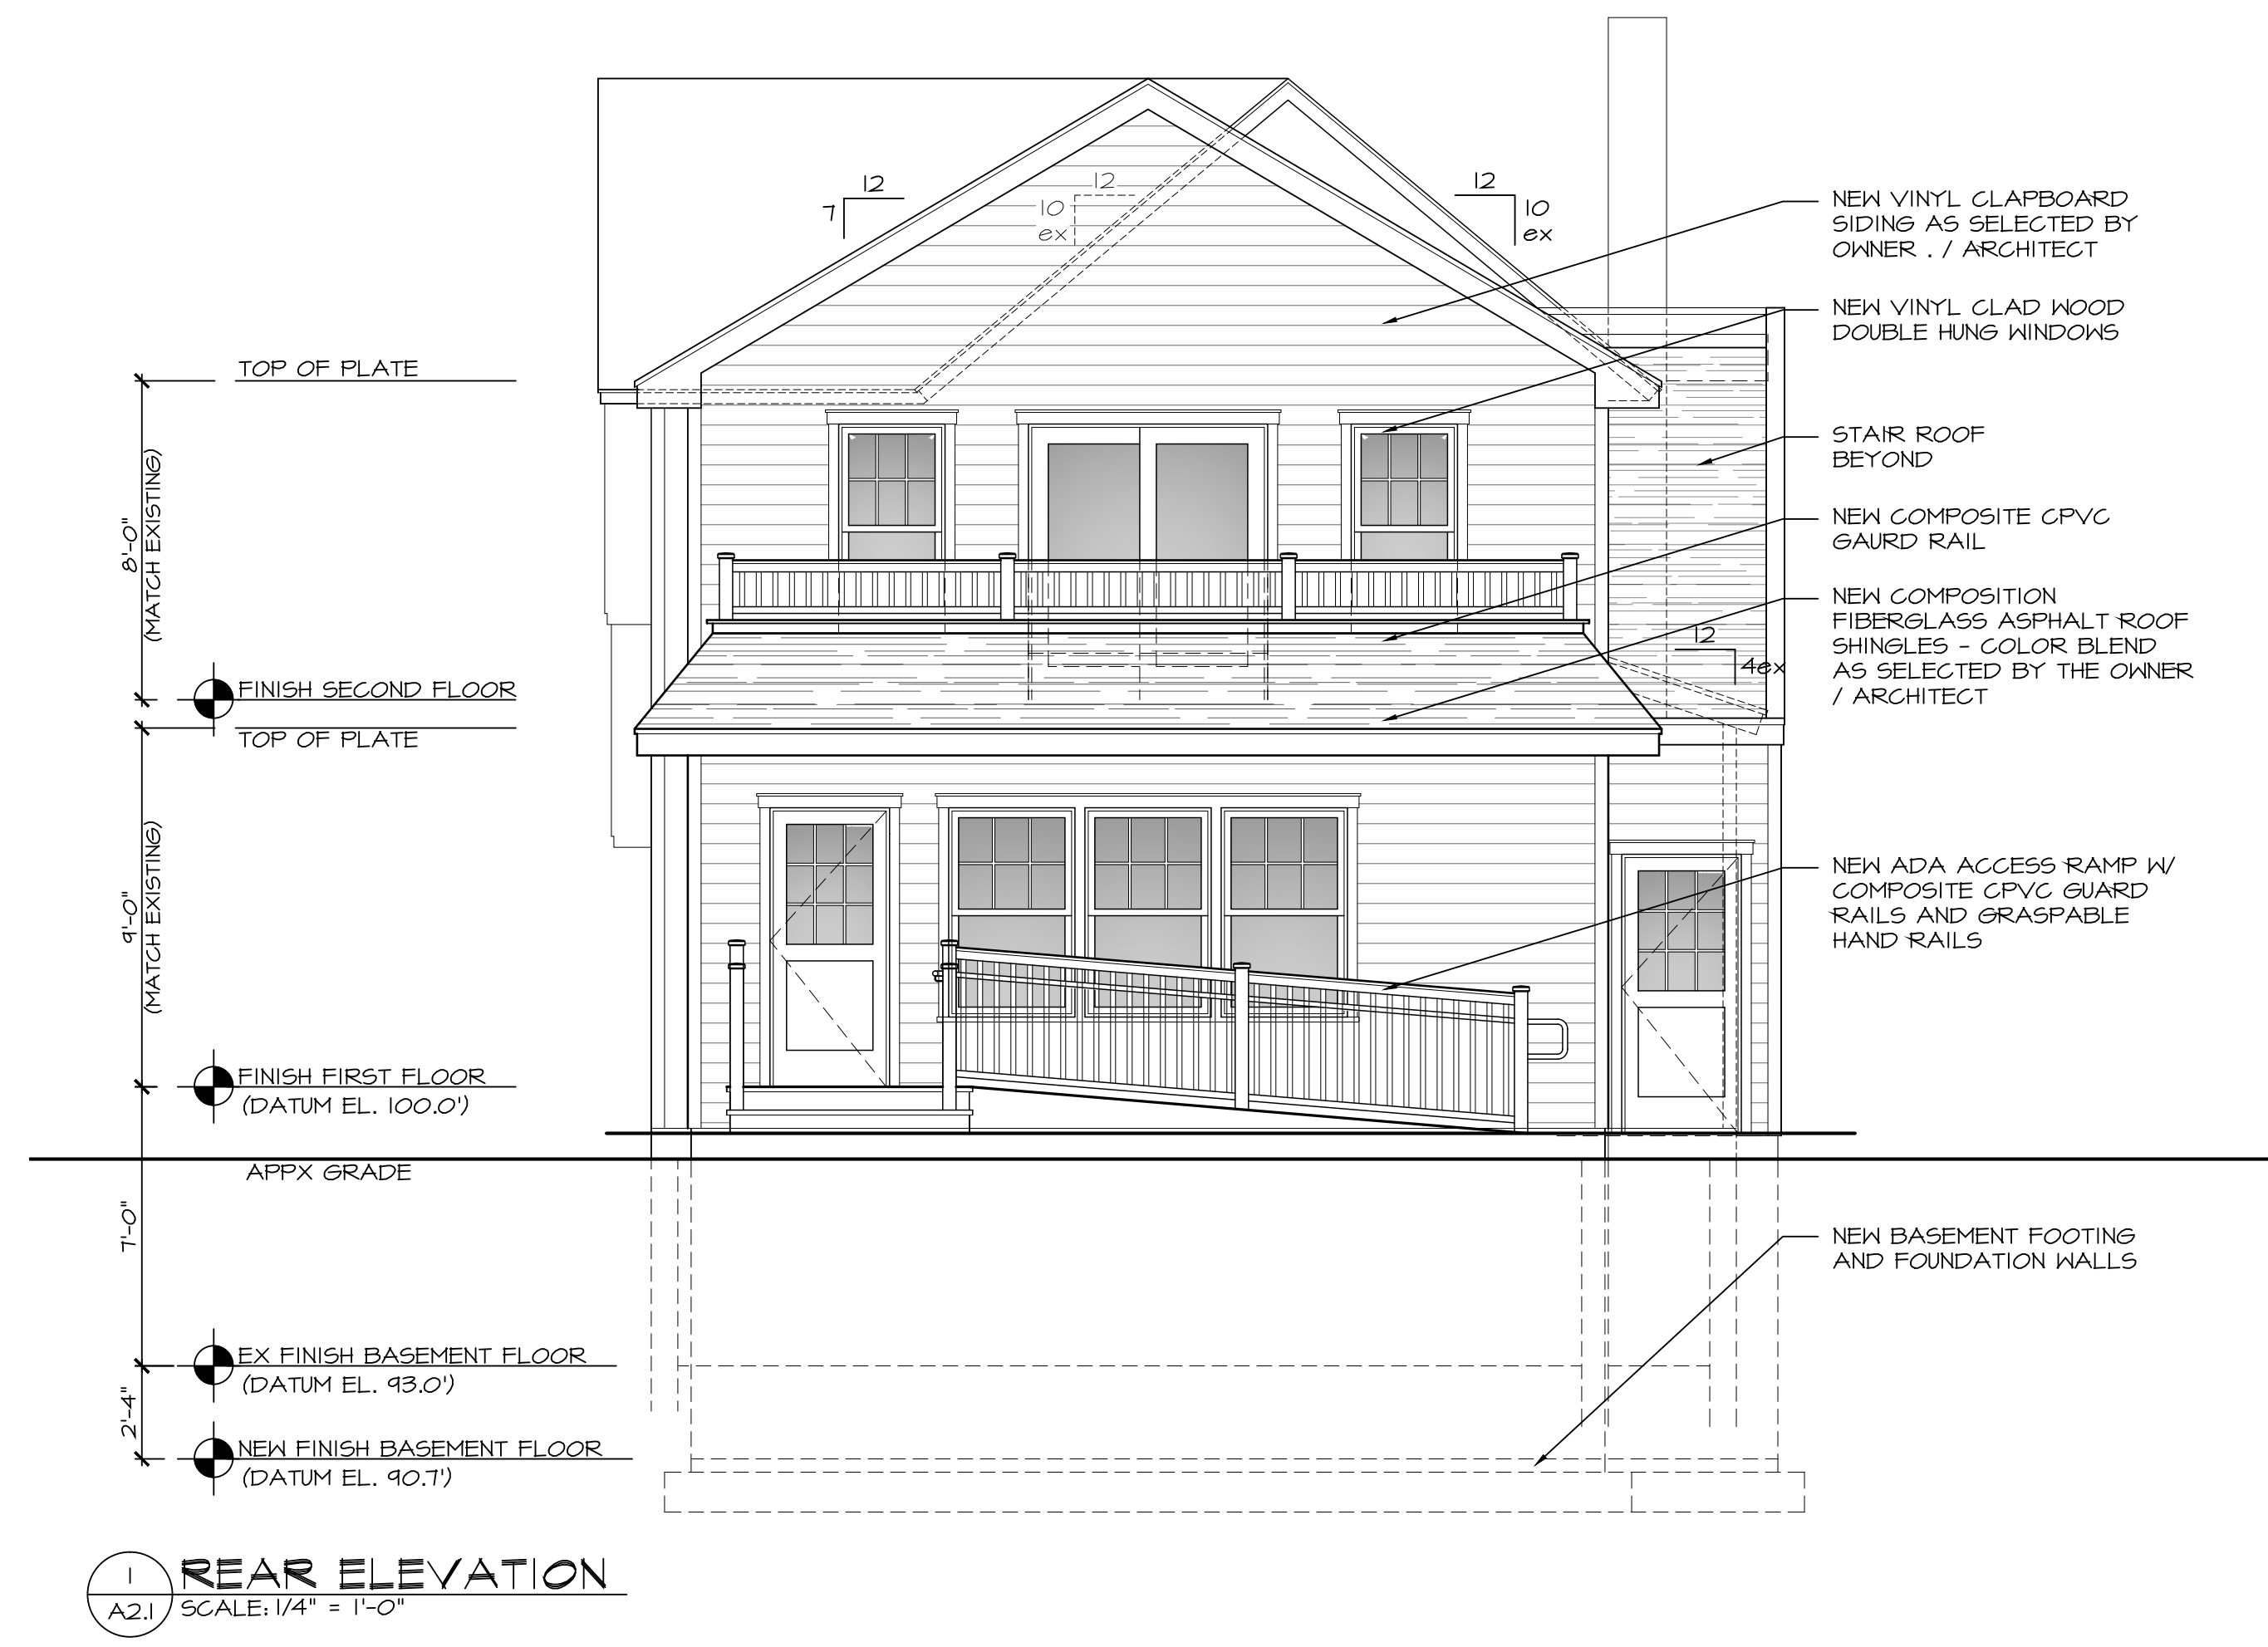 12
7
12
10
ex
12
10
ex
NEW VINYL CLAPBOARD
SIDING AS SELECTED BY
OWNER . / ARCHITECT
NEW VINYL CLAD WOOD
DOUBLE HUNG WINDOWS
STAIR ROOF
BEYOND
NEW COMPOSITE CPVC
GAURD RAIL
NEW COMPOSITION
FIBERGLASS ASPHALT ROOF
SHINGLES - COLOR BLEND
AS SELECTED BY THE OWNER
/ ARCHITECT
12
4ex
NEW ADA ACCESS RAMP W/
COMPOSITE CPVC GUARD
RAILS AND GRASPABLE
HAND RAILS
NEW BASEMENT FOOTING
AND FOUNDATION WALLS
TOP OF PLATE
8'-0"
(MATCH EXISTING)
FINISH SECOND FLOOR
TOP OF PLATE
9'-0"
(MATCH EXISTING)
FINISH FIRST FLOOR
(DATUM EL. 100.0')
APPX GRADE
7'-0"
EX FINISH BASEMENT FLOOR
(DATUM EL. 93.0')
2'-4"
NEW FINISH BASEMENT FLOOR
(DATUM EL. 90.7')
1
A2.1
REAR ELEVATION
SCALE: 1/4" = 1'-0"